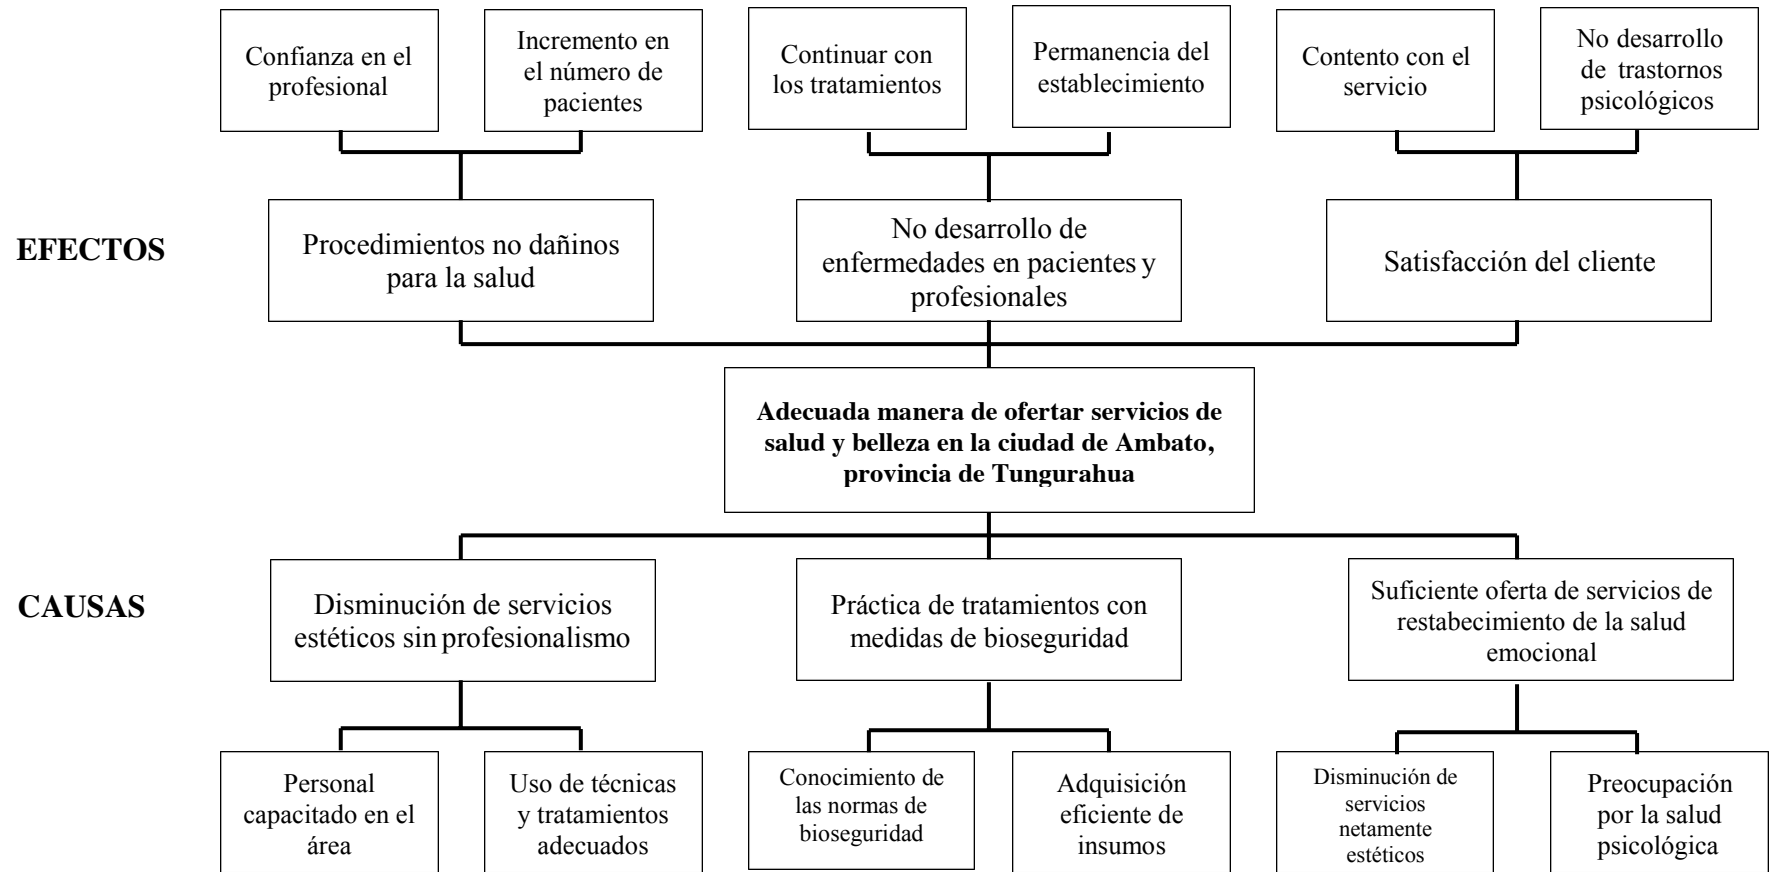 Confianza en el
profesional
Incremento en
el número de
pacientes
Continuar con
los tratamientos
Permanencia del
establecimiento
Contento con el
servicio
No desarrollo
de trastornos
psicológicos
EFECTOS
Procedimientos no dañinos
para la salud
No desarrollo de
enfermedades en pacientes y
profesionales
Satisfacción del cliente
Adecuada manera de ofertar servicios de
salud y belleza en la ciudad de Ambato,
provincia de Tungurahua
CAUSAS
Disminución de servicios
estéticos sin profesionalismo
Práctica de tratamientos con
medidas de bioseguridad
Suficiente oferta de servicios de
restabecimiento de la salud
emocional
Personal
capacitado en el
área
Uso de técnicas
y tratamientos
adecuados
Conocimiento de
las normas de
bioseguridad
Adquisición
eficiente de
insumos
Disminución de
servicios
netamente
estéticos
Preocupación
por la salud
psicológica